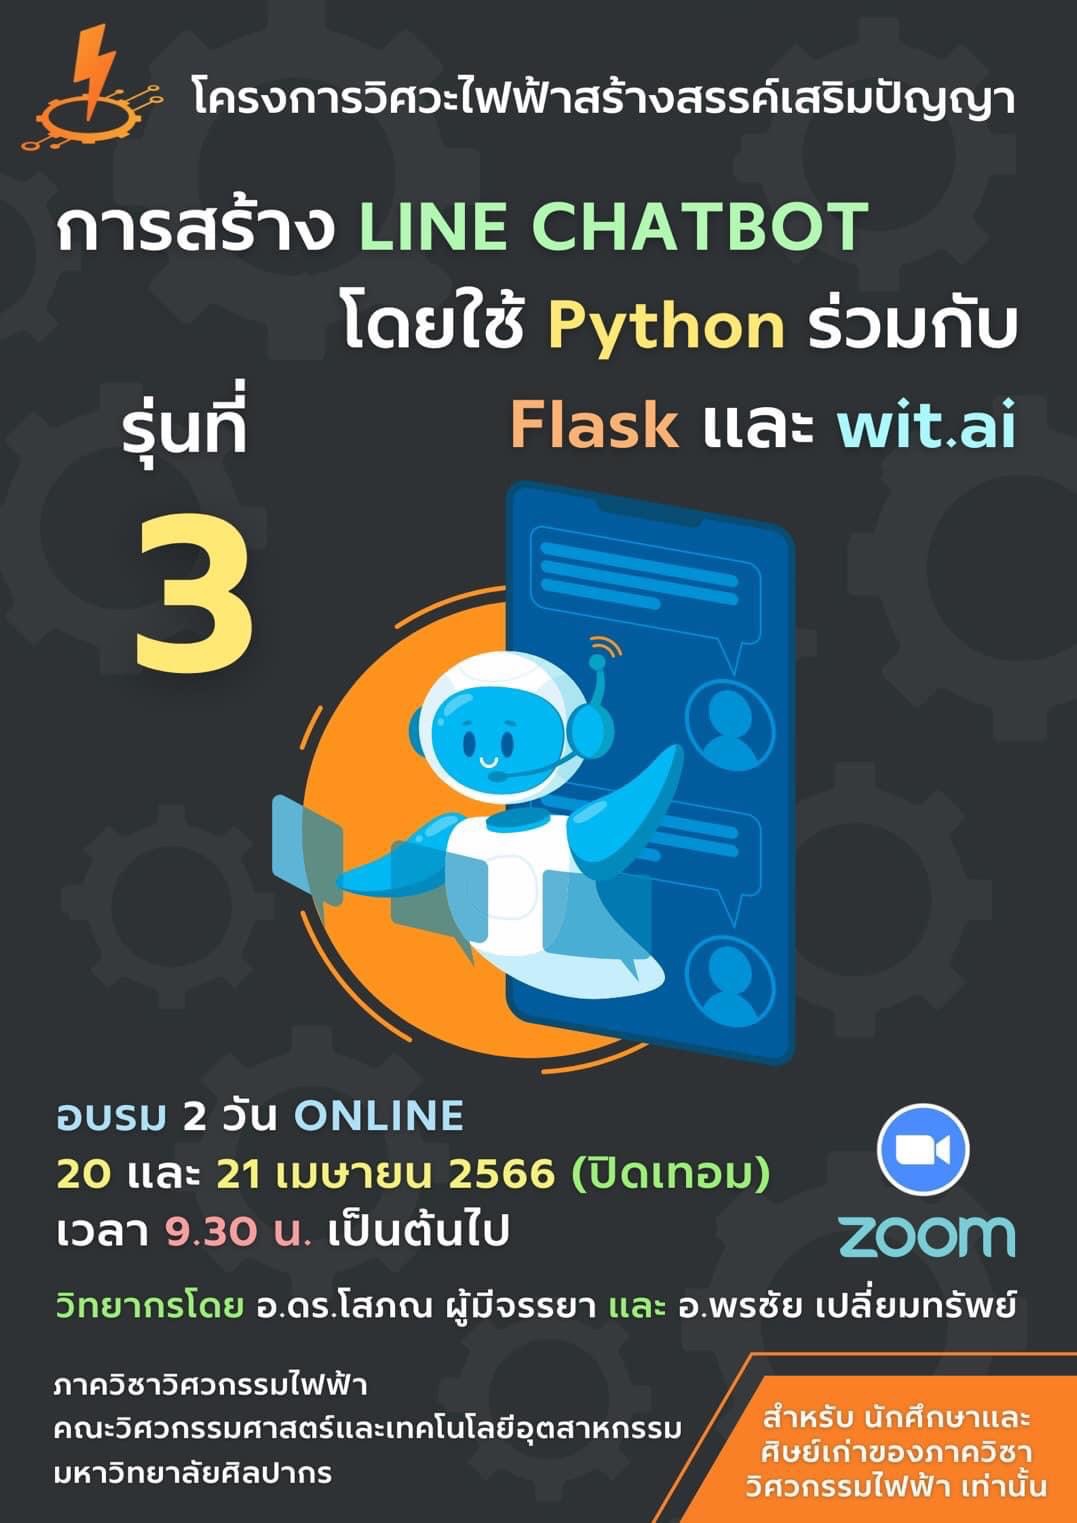 โครงการวิศวะไฟฟ้าสร้างสรรค์เสริมปัญญา
การสร้าง LINE CHATBOT
โดยใช้ Python ร่วมกับ
Flask และ wit.ai
รุ่นที่
3
อบรม 2 วัน ONLINE
20 และ 21 เมษายน 2566 (ปิดเทอม)
เวลา 9.30 น. เป็นต้นไป
zoom
วิทยากรโดย อ.ดร.โสภณ ผู้มีจรรยา และ อ.พรชัย เปลี่ยมทรัพย์
ภาควิชาวิศวกรรมไฟฟ้า
คณะวิศวกรรมศาสตร์และเทคโนโลยีอุตสาหกรรม
มหาวิทยาลัยศิลปากร
สำหรับ นักศึกษาและ
ศิษย์เก่าของภาควิชา
วิศวกรรมไฟฟ้า เท่านั้น